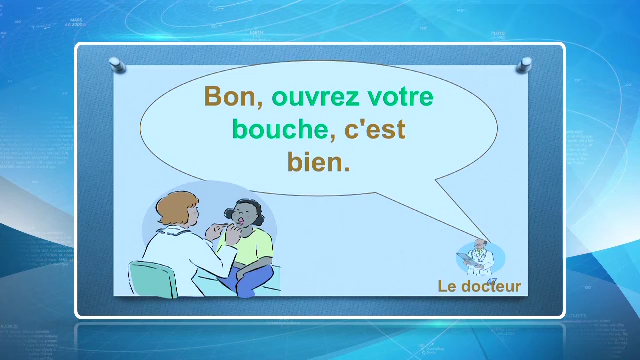 Bon, ouvrez votre
bouche, c'est
bien.
Le docteur